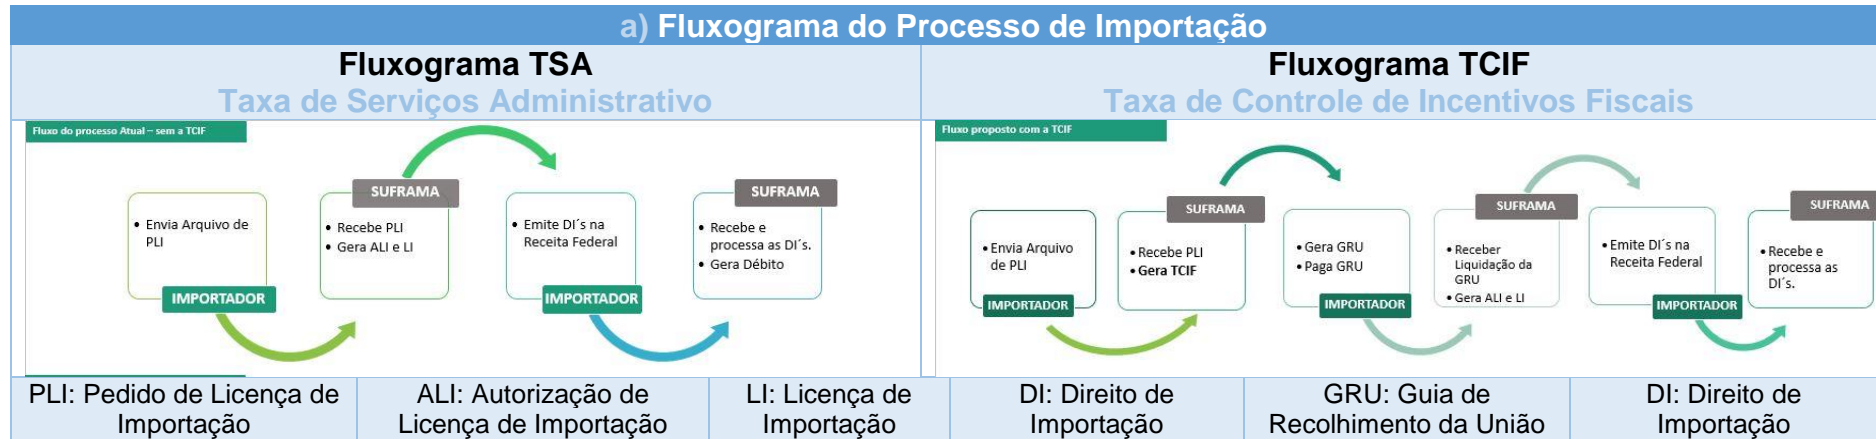 a) Fluxograma do Processo de Importação
Fluxograma TSA
Taxa de Serviços Administrativo
Fluxo do processo Atual – sem a TCIF
• Envia Arquivo de
PLI
IMPORTADOR
SUFRAMA
• Recebe PLI
• Gera ALI e LI
• Emite DI´s na
Receita Federal
IMPORTADOR
SUFRAMA
• Recebe e
processa as DI´s.
• Gera Débito
Fluxograma TCIF
Taxa de Controle de Incentivos Fiscais
Fluxo proposto com a TCIF
• Envia Arquivo
de PLI
IMPORTADOR
SUFRAMA
• Recebe PLI
• Gera TCIF
• Gera GRU
• Paga GRU
IMPORTADOR
SUFRAMA
• Receber
Liquidação da
GRU
• Gera ALI e LI
• Emite DI´s na
Receita Federal
IMPORTADOR
SUFRAMA
• Recebe e
processa as
DI´s.
PLI: Pedido de Licença de
Importação
ALI: Autorização de
Licença de Importação
LI: Licença de
Importação
DI: Direito de
Importação
GRU: Guia de
Recolhimento da União
DI: Direito de
Importação